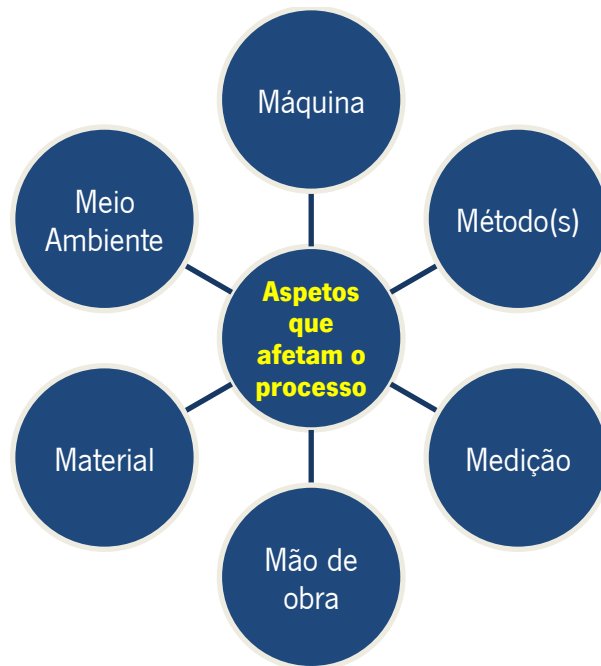 Máquina
Meio
Ambiente
Método(s)
Aspetos
que
afetam o
processo
Material
Medição
Mão de
obra